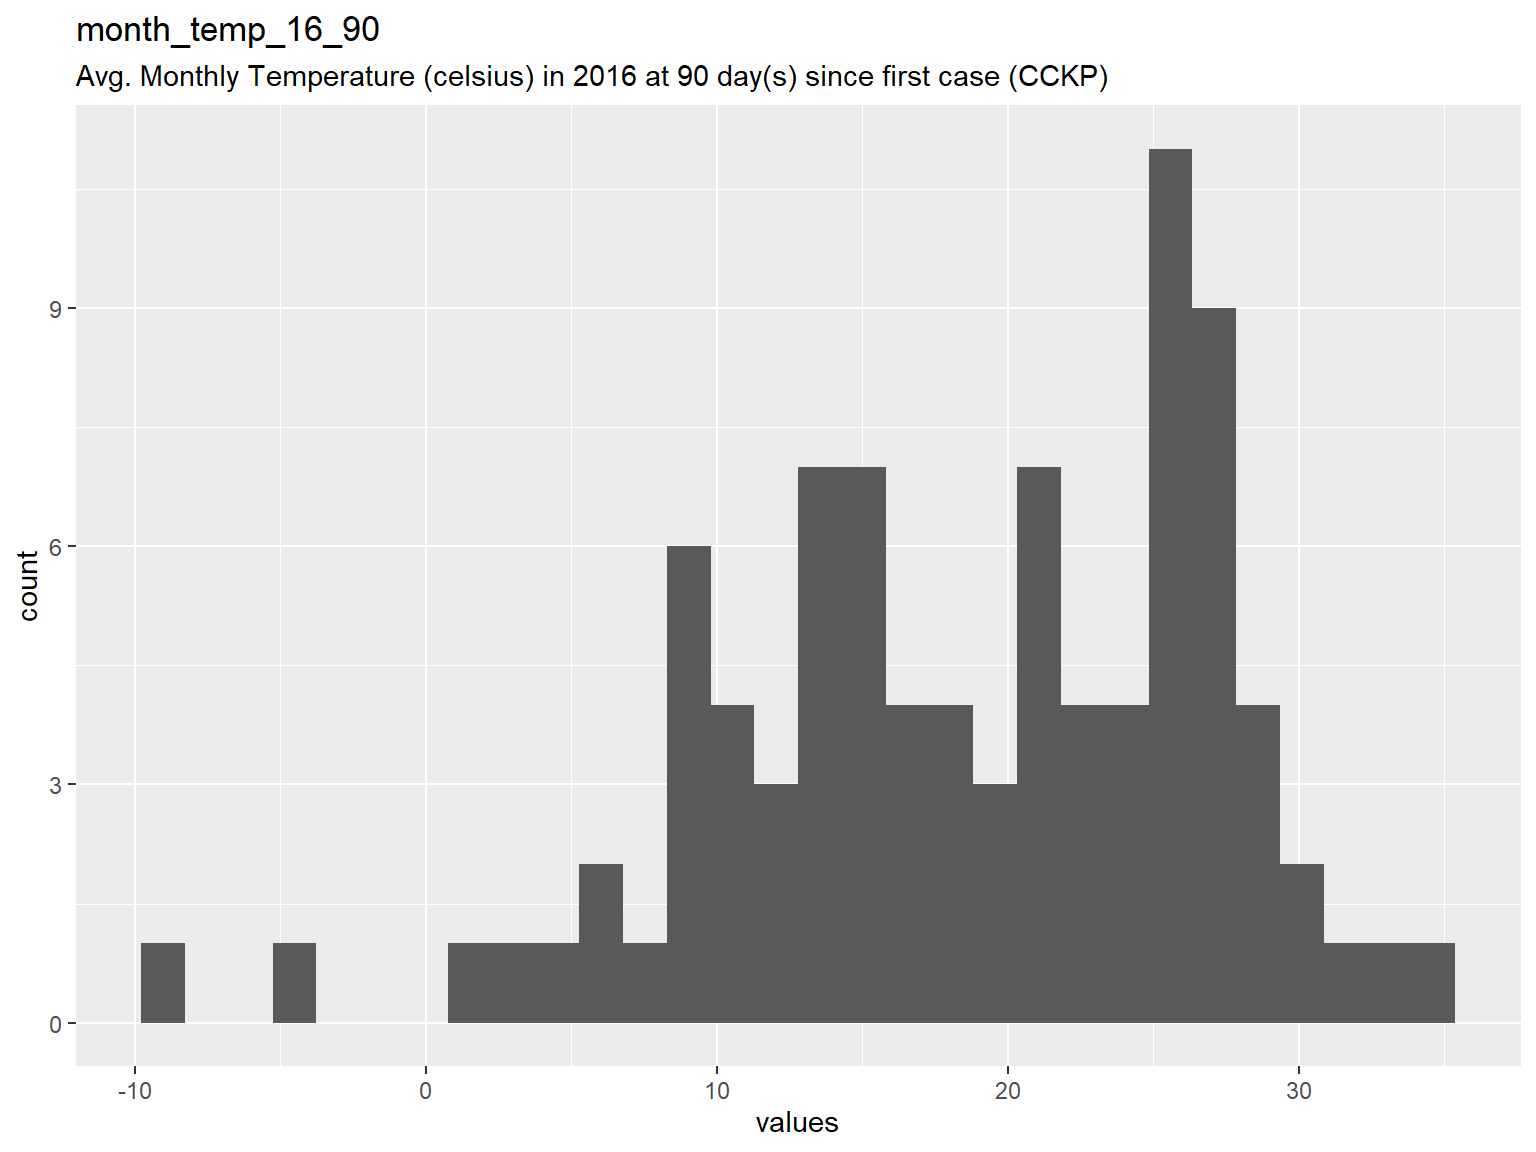 month_temp_16_90
Avg. Monthly Temperature (celsius) in 2016 at 90 day(s) since first case (CCKP)
count
9
6
3
0
-10 0 10 20 30
values